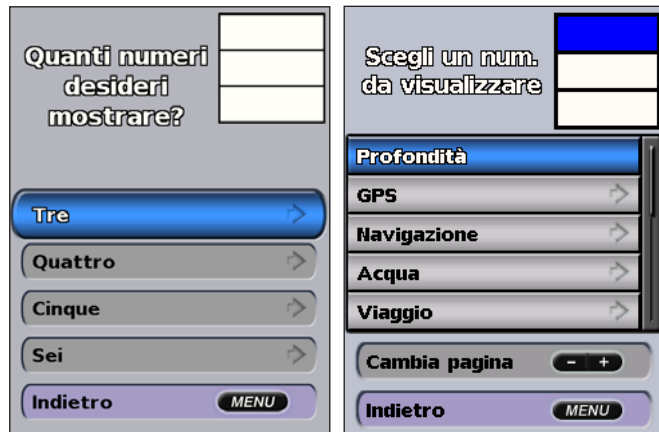 Quanti numeri
desideri
mostrare?
Tre
Quattro
Cinque
Sei
Indietro MENU
Scegli un num.
da visualizzare
Profondità
GPS
Navigazione
Acqua
Viaggio
Cambia pagina - +
Indietro MENU